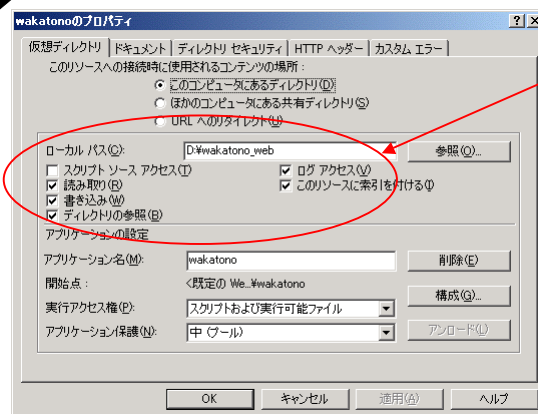 wakatonoのプロパティ
仮想ディレクトリ ドキュメント ディレクトリ セキュリティ HTTP ヘッダー カスタム エラー
このリソースへの接続時に使用されるコンテンツの場所:
このコンピュータにあるディレクトリ(D)
ほかのコンピュータにある共有ディレクトリ(S)
URL へのリダイレクト(U)
ローカル パス(C): D:¥wakatono_web 参照(O)...
スクリプト ソース アクセス(T) ログ アクセス(V)
読み取り(R) このリソースに索引を付ける(I)
書き込み(W)
ディレクトリの参照(B)
アプリケーションの設定
アプリケーション名(M): wakatono 削除(E)
開始点: <既定の We...¥wakatono
構成(G)...
実行アクセス権(P): スクリプトおよび実行可能ファイル
アプリケーション保護(N): 中 (プール) アンロード(L)
OK キャンセル 適用(A) ヘルプ